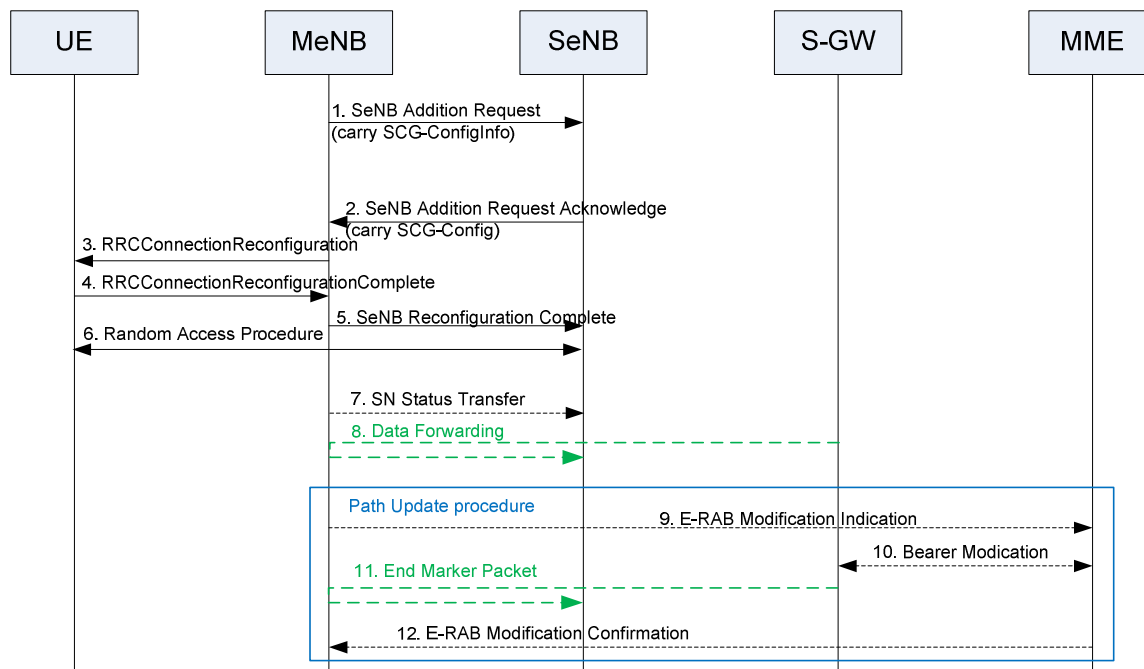 UE
MeNB
SeNB
S-GW
MME
1. SeNB Addition Request
(carry SCG-ConfigInfo)
2. SeNB Addition Request Acknowledge
(carry SCG-Config)
3. RRCConnectionReconfiguration
4. RRCConnectionReconfigurationComplete
5. SeNB Reconfiguration Complete
6. Random Access Procedure
7. SN Status Transfer
8. Data Forwarding
Path Update procedure
9. E-RAB Modification Indication
10. Bearer Modication
11. End Marker Packet
12. E-RAB Modification Confirmation